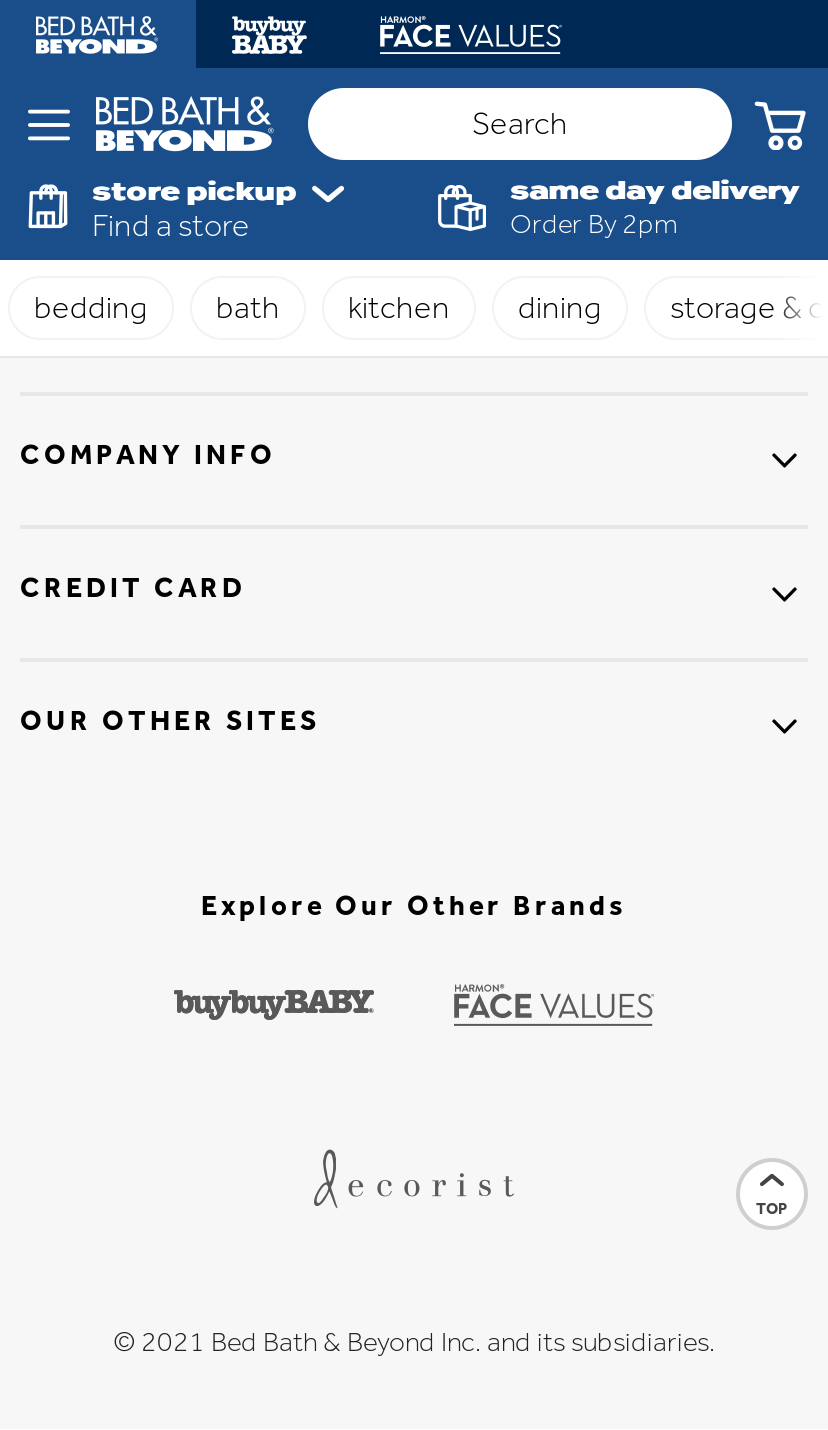 BED BATH &
BEYOND®
buybuy
BABY
HARMON®
FACE VALUES
BED BATH &
BEYOND®
Search
store pickup
Find a store
same day delivery
Order By 2pm
bedding
bath
kitchen
dining
storage &
COMPANY INFO
CREDIT CARD
OUR OTHER SITES
Explore Our Other Brands
buybuyBABY®
HARMON®
FACE VALUES
decorist
TOP
© 2021 Bed Bath & Beyond Inc. and its subsidiaries.